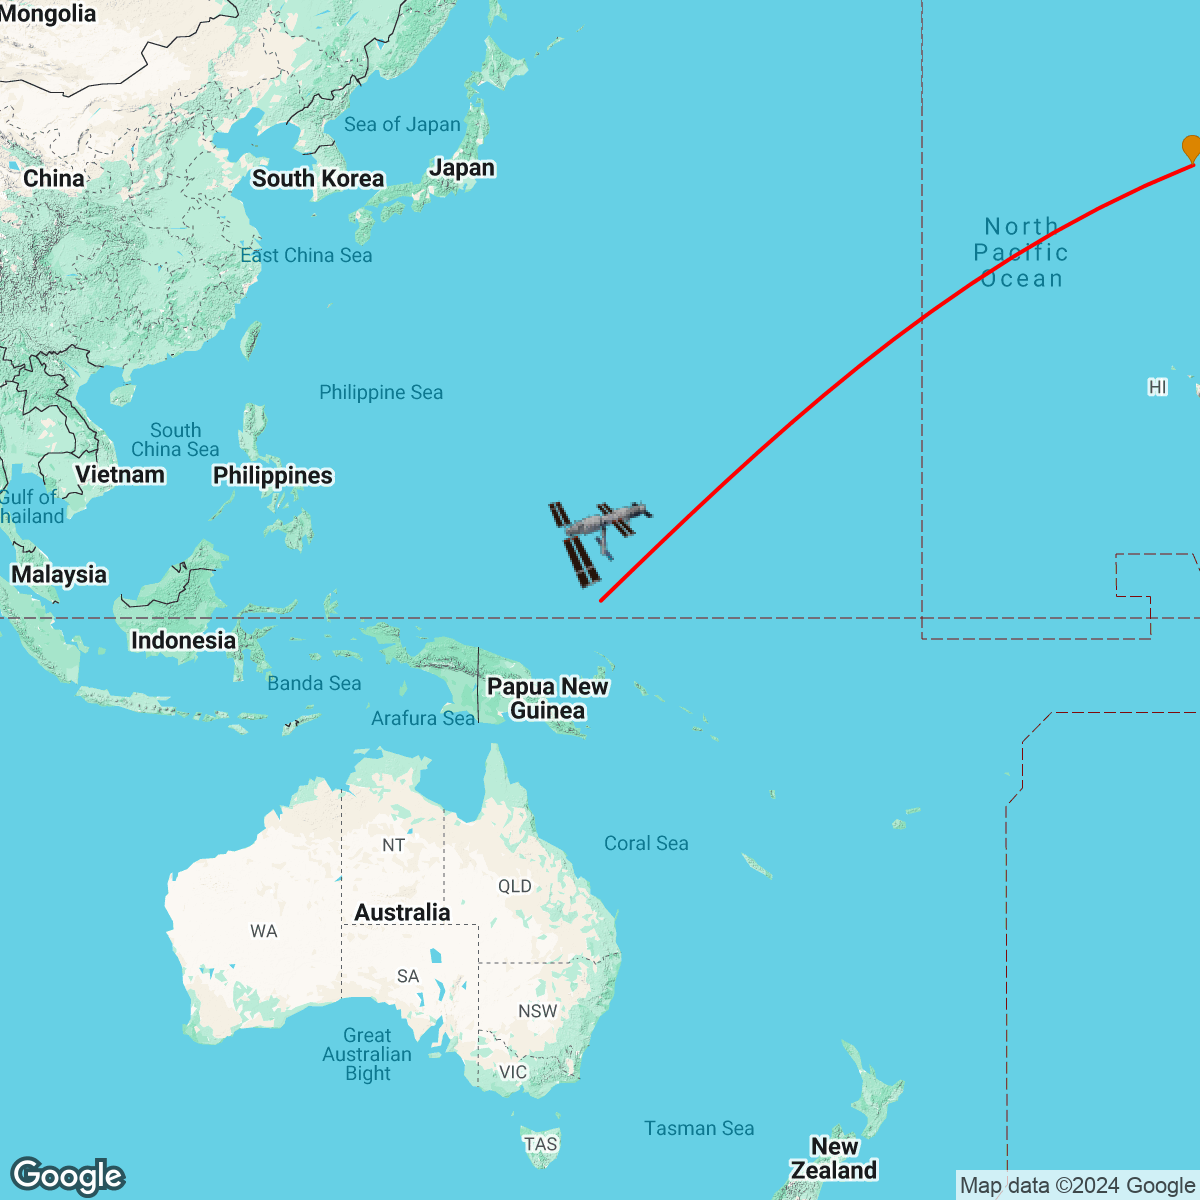 Mongolia
Sea of Japan
Japan
China
South Korea
North
Pacific
Ocean
East China Sea
HI
Philippine Sea
South
China Sea
Vietnam
Philippines
Gulf of
hailand
Malaysia
Indonesia
Banda Sea
Papua New
Guinea
Arafura Sea
Coral Sea
NT
QLD
Australia
WA
SA
NSW
Great
Australian
Bight
VIC
TAS
Tasman Sea
New
Zealand
Google
Map data ©2024 Google